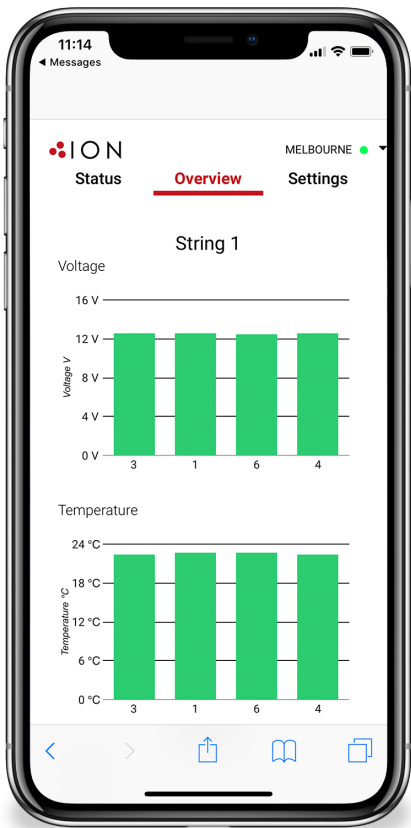 11:14
◀ Messages
ION
MELBOURNE
Status Overview Settings
String 1
Voltage
16 V
12 V
8 V
4 V
0 V
Voltage V
3 1 6 4
Temperature
24 °C
18 °C
12 °C
6 °C
0 °C
Temperature °C
3 1 6 4